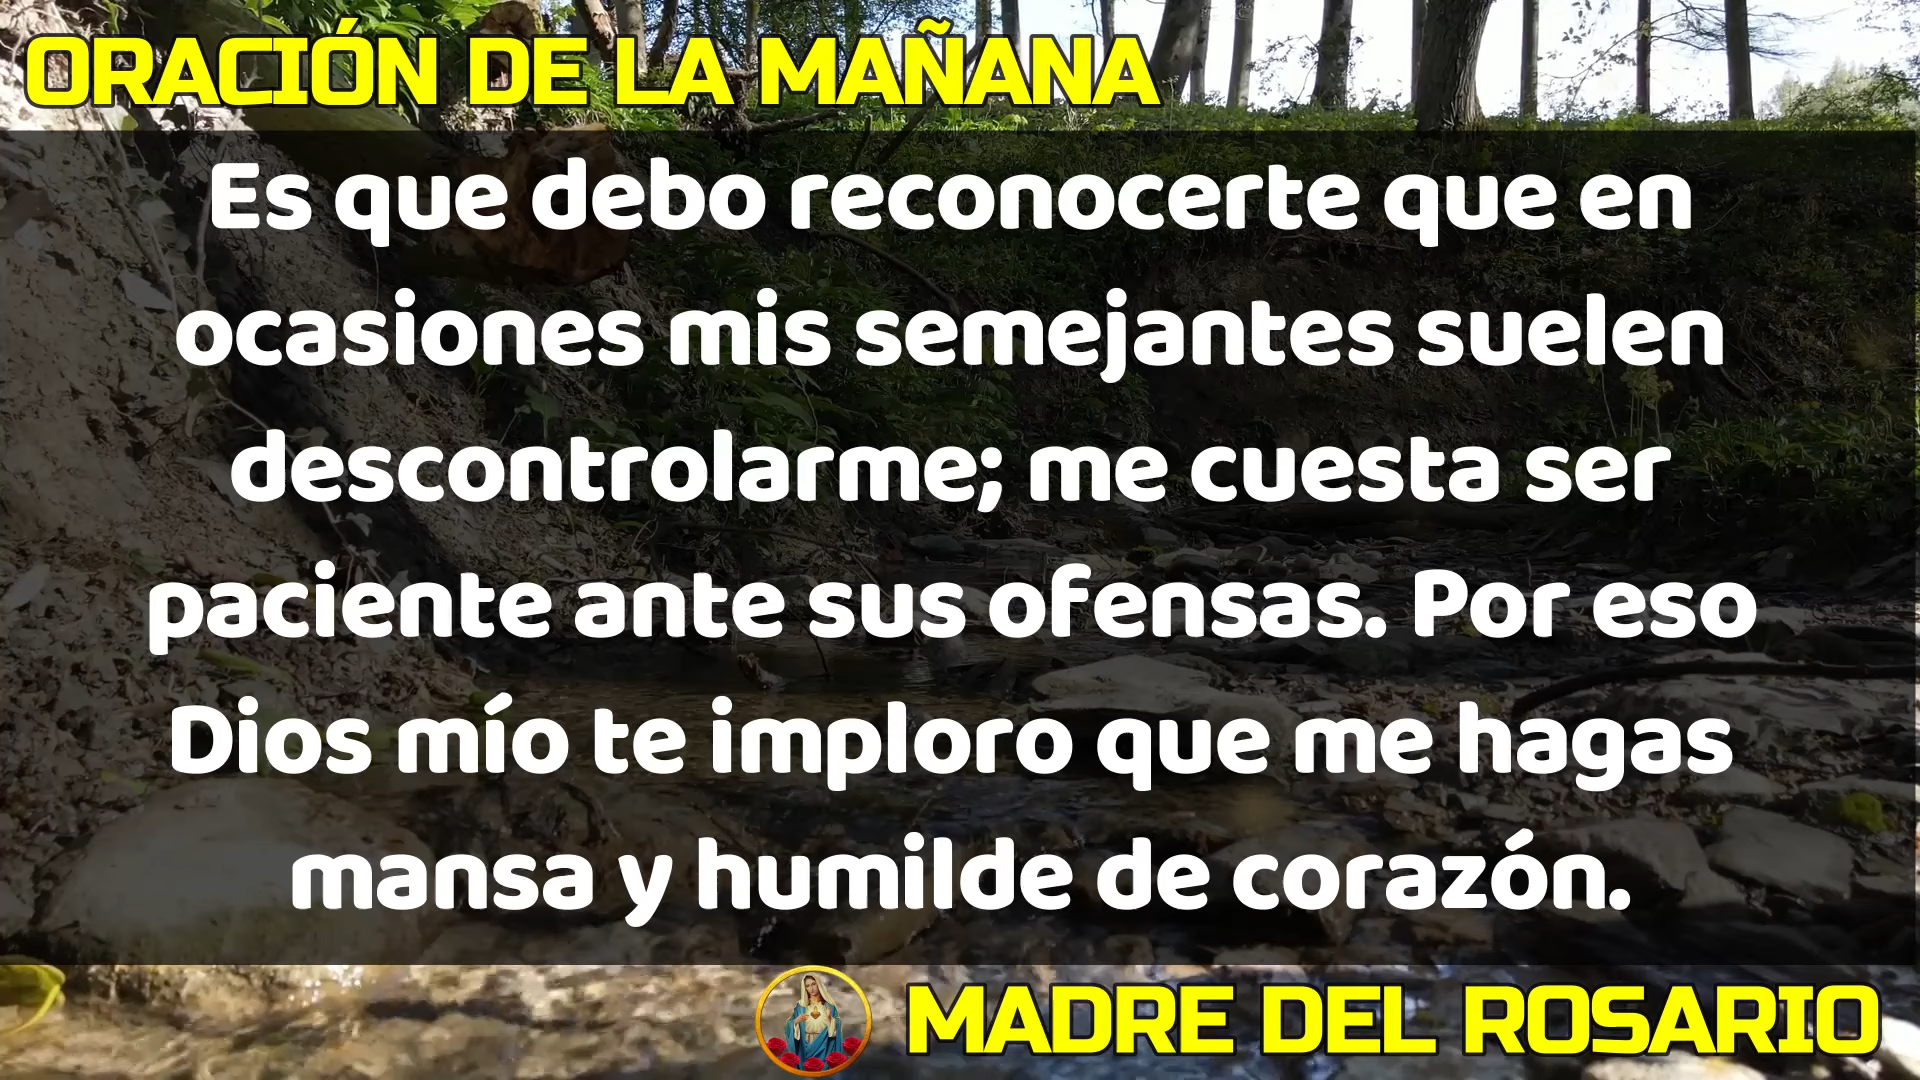 ORACIÓN DE LA MAÑANA
Es que debo reconocerte que en
ocasiones mis semejantes suelen
descontrolarme; me cuesta ser
paciente ante sus ofensas. Por eso
Dios mío te imploro que me hagas
mansa y humilde de corazón.
MADRE DEL ROSARIO